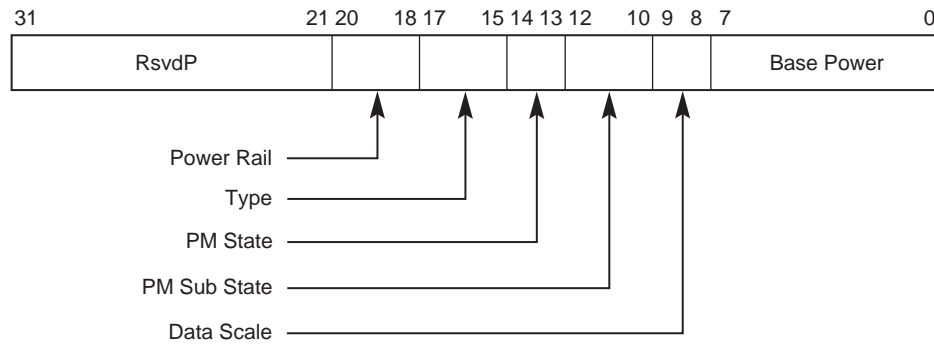 31 21 20 18 17 15 14 13 12 10 9 8 7 0
RsvdP Base Power
Power Rail
Type
PM State
PM Sub State
Data Scale